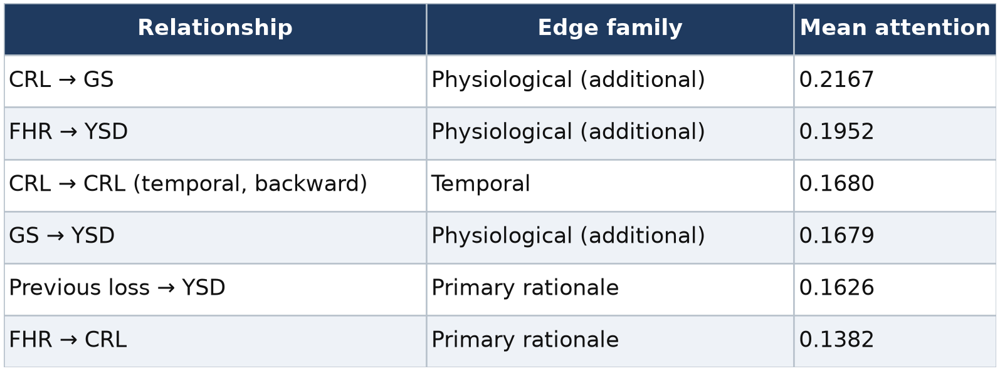 Relationship Edge family Mean attention
CRL → GS Physiological (additional) 0.2167
FHR → YSD Physiological (additional) 0.1952
CRL → CRL (temporal, backward) Temporal 0.1680
GS → YSD Physiological (additional) 0.1679
Previous loss → YSD Primary rationale 0.1626
FHR → CRL Primary rationale 0.1382